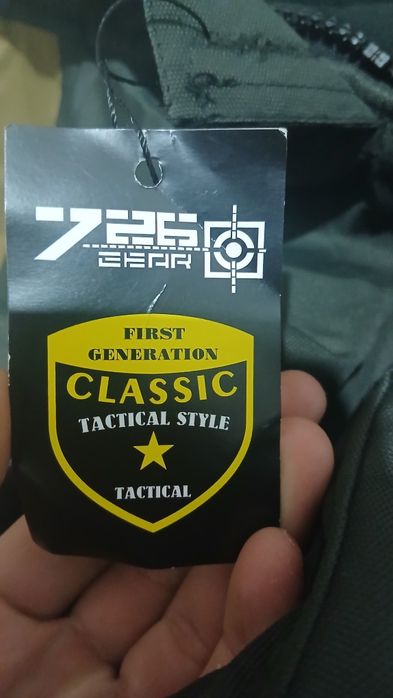 726
GEAR
FIRST
GENERATION
CLASSIC
TACTICAL STYLE
TACTICAL